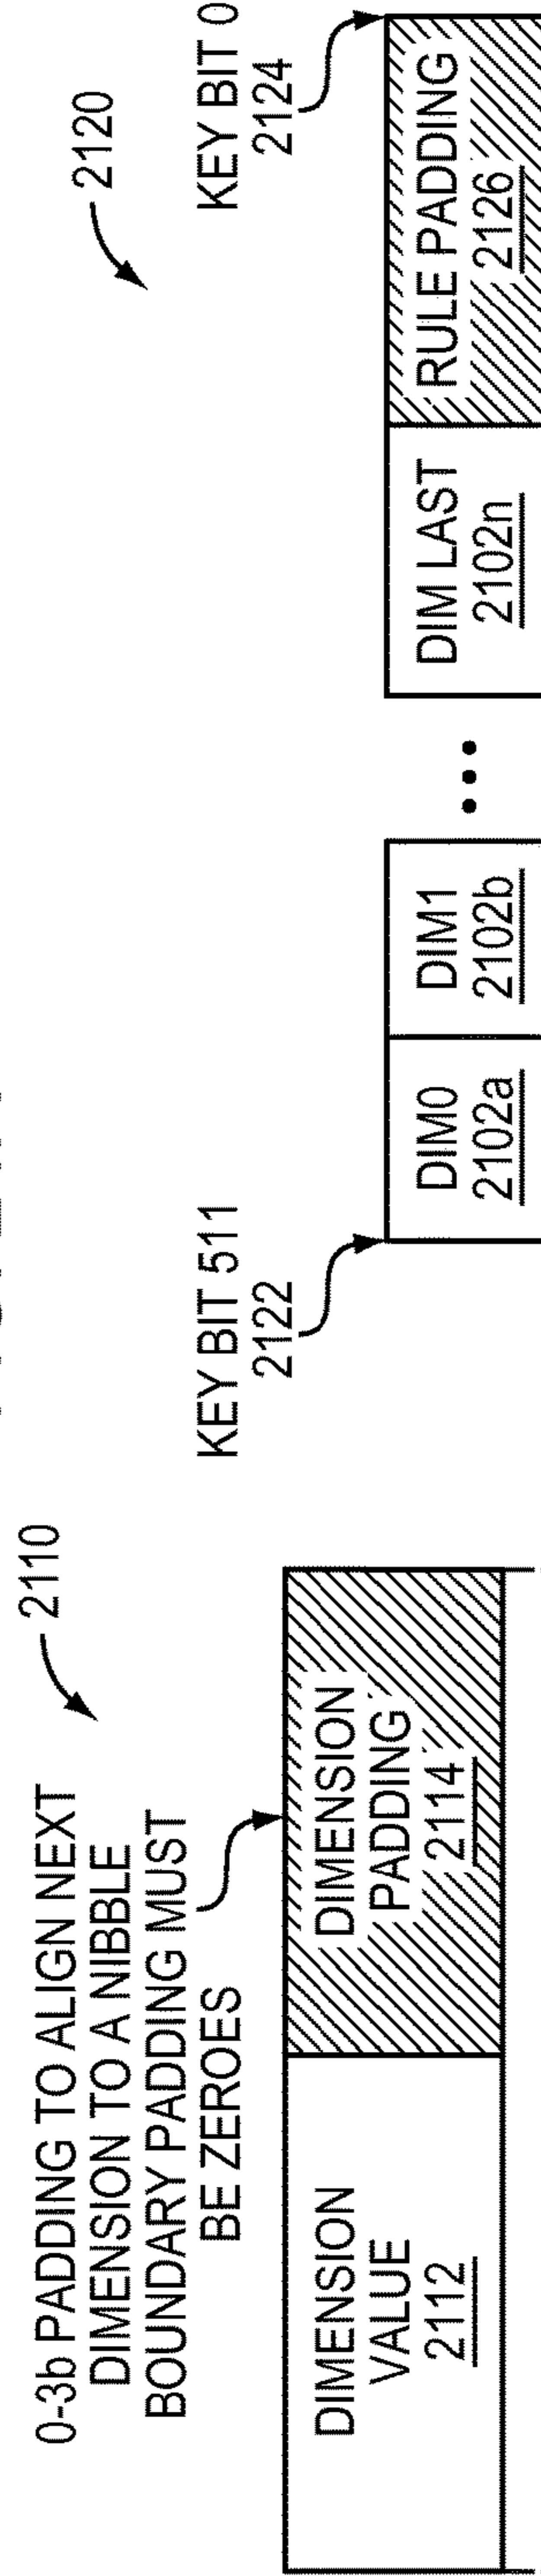 0-3b PADDING TO ALIGN NEXT
DIMENSION TO A NIBBLE
BOUNDARY PADDING MUST
BE ZEROES
2110
DIMENSION
VALUE
2112
DIMENSION
PADDING
2114
2120
KEY BIT 511
2122
KEY BIT 0
2124
DIM0
2102a
DIM1
2102b
•••
DIM LAST
2102n
RULE PADDING
2126